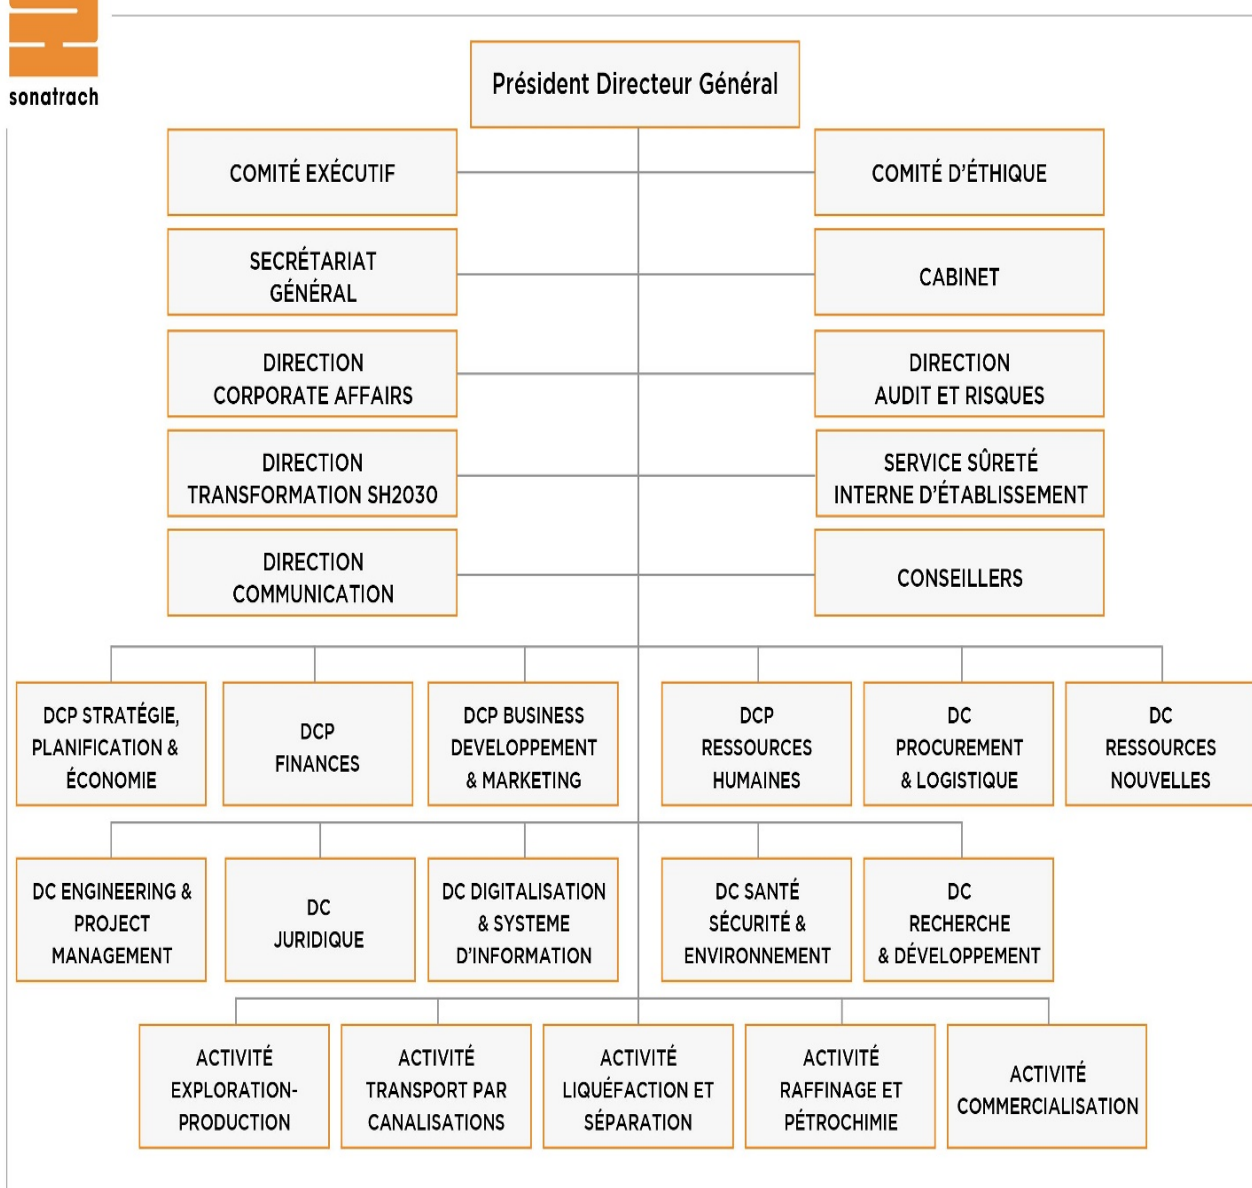 sonatrach
Président Directeur Général
COMITÉ EXÉCUTIF
COMITÉ D'ÉTHIQUE
SECRÉTARIAT
GÉNÉRAL
CABINET
DIRECTION
CORPORATE AFFAIRS
DIRECTION
AUDIT ET RISQUES
DIRECTION
TRANSFORMATION SH2030
SERVICE SÛRETÉ
INTERNE D'ÉTABLISSEMENT
DIRECTION
COMMUNICATION
CONSEILLERS
DCP STRATÉGIE,
PLANIFICATION &
ÉCONOMIE
DCP
FINANCES
DCP BUSINESS
DEVELOPPEMENT
& MARKETING
DCP
RESSOURCES
HUMAINES
DC
PROCUREMENT
& LOGISTIQUE
DC
RESSOURCES
NOUVELLES
DC ENGINEERING &
PROJECT
MANAGEMENT
DC
JURIDIQUE
DC DIGITALISATION
& SYSTEME
D'INFORMATION
DC SANTÉ
SÉCURITÉ &
ENVIRONNEMENT
DC
RECHERCHE
& DÉVELOPPEMENT
ACTIVITÉ
EXPLORATION-
PRODUCTION
ACTIVITÉ
TRANSPORT PAR
CANALISATIONS
ACTIVITÉ
LIQUÉFACTION ET
SÉPARATION
ACTIVITÉ
RAFFINAGE ET
PÉTROCHIMIE
ACTIVITÉ
COMMERCIALISATION